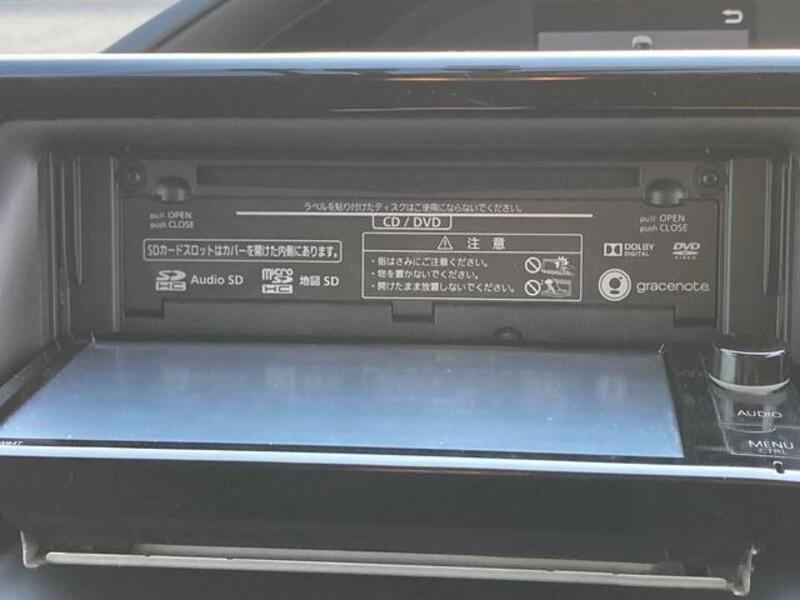 ラベルを貼り付けたディスクはご使用にならないでください。
CD / DVD
pull OPEN
push CLOSE
pull OPEN
push CLOSE
SDカードスロットはカバーを開けた内側にあります。
注 意
・指はさみにご注意ください。
・物を置かないでください。
・開けたまま放置しないでください。
DOLBY
DIGITAL
DVD
VIDEO
SD
HC
Audio SD
micro
SD
HC
地図 SD
gracenote.
AUDIO
MENU
CTRL